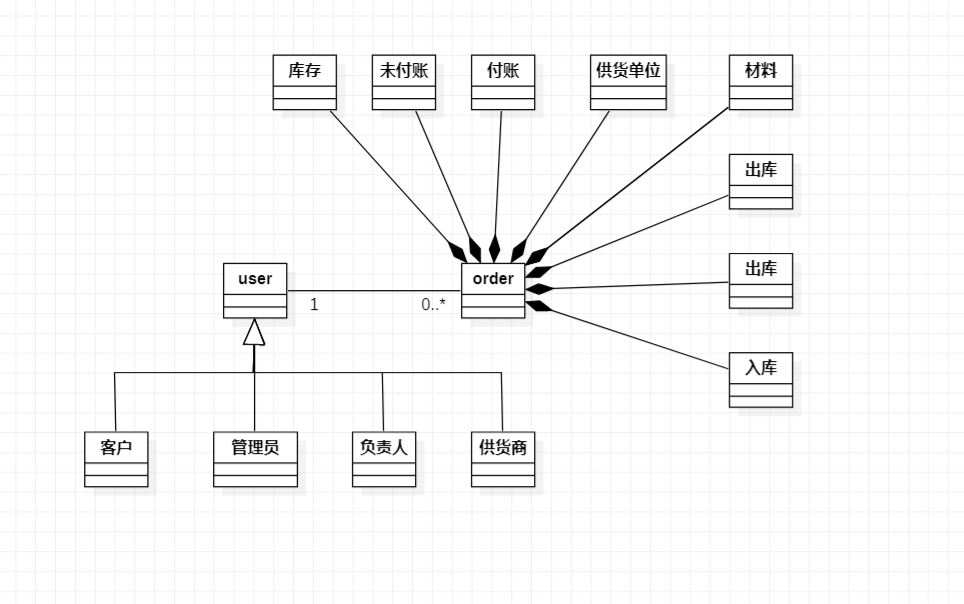 库存
未付账
付账
供货单位
材料
出库
出库
入库
user
order
1
0..*
客户
管理员
负责人
供货商